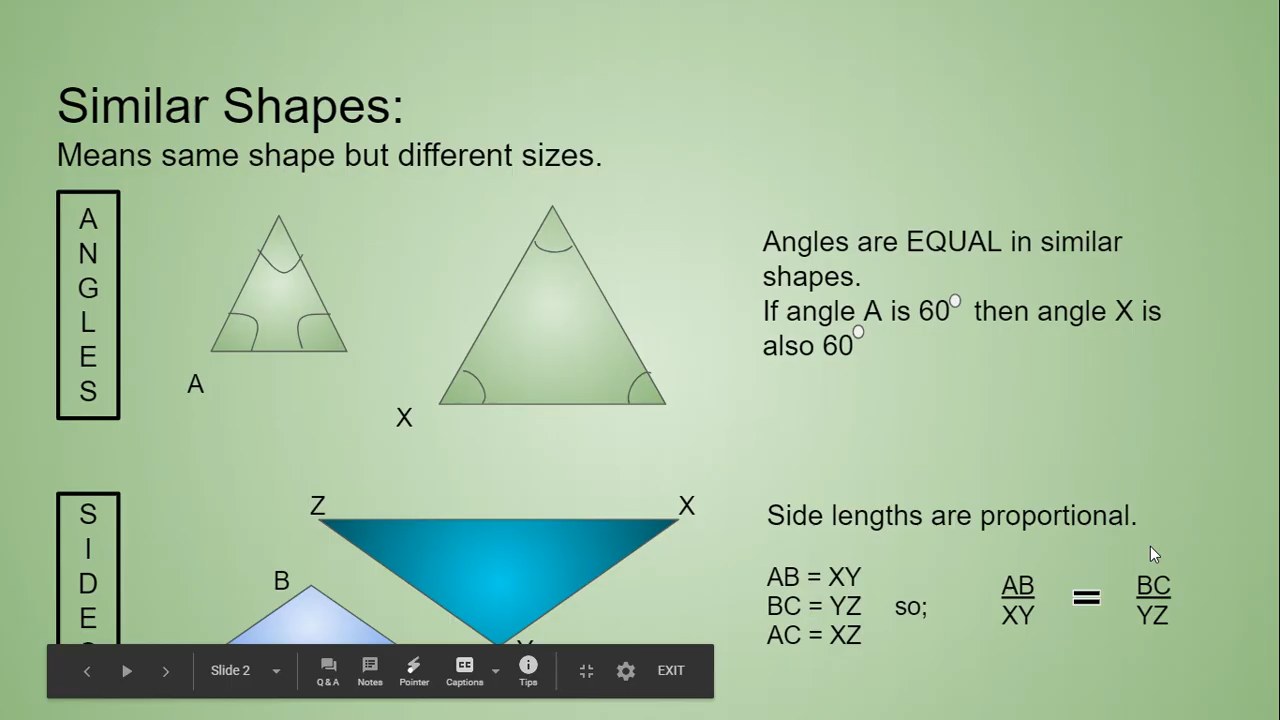 Similar Shapes:
Means same shape but different sizes.
A
N
G
L
E
S
A
X
Angles are EQUAL in similar
shapes.
If angle A is 60° then angle X is
also 60°
S
I
D
E
Z
X
B
Side lengths are proportional.
AB = XY
BC = YZ so;
AC = XZ
AB = BC
XY YZ
Slide 2
Q & A
Notes
Pointer
CC
Captions
Tips
EXIT